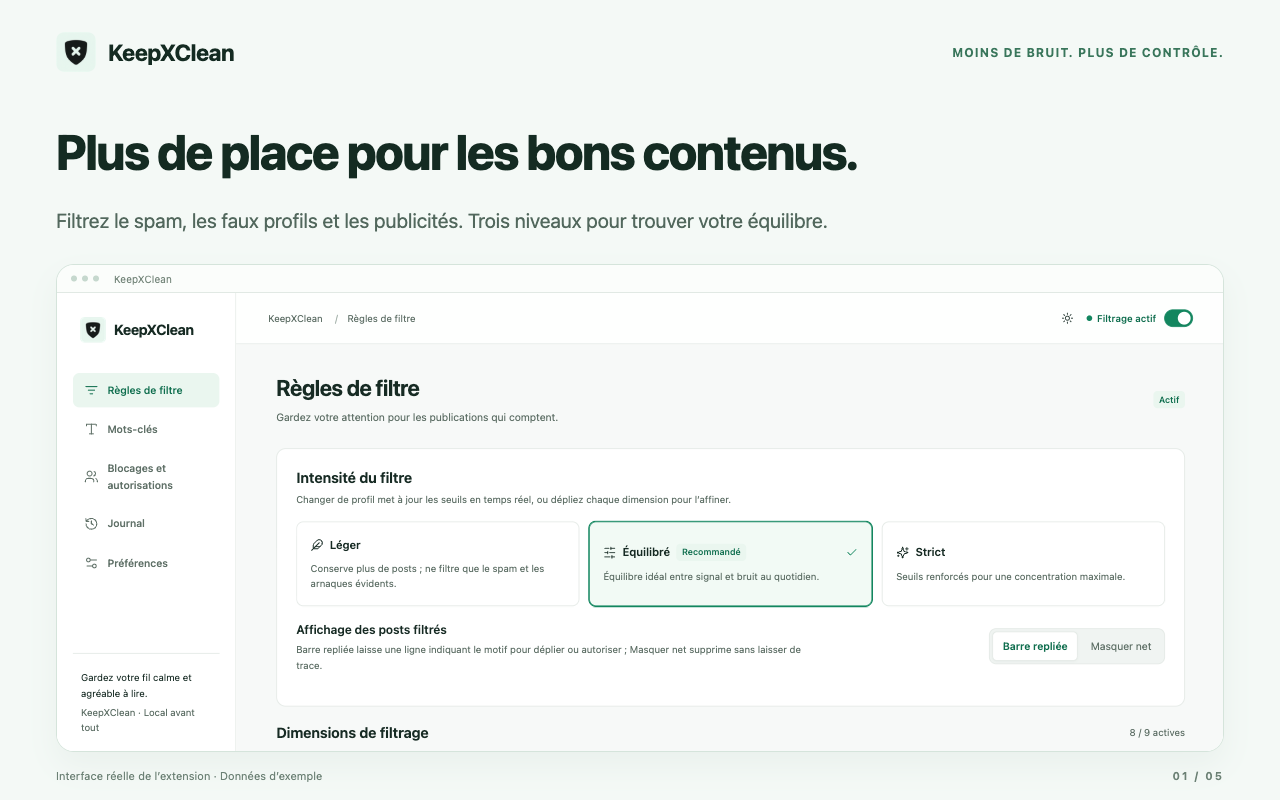 KeepXClean
MOINS DE BRUIT. PLUS DE CONTRÔLE.
Plus de place pour les bons contenus.
Filtrez le spam, les faux profils et les publicités. Trois niveaux pour trouver votre équilibre.
KeepXClean
KeepXClean
Règles de filtre
Mots-clés
Blocages et
autorisations
Journal
Préférences
Gardez votre fil calme et
agréable à lire.
KeepXClean · Local avant
tout
KeepXClean / Règles de filtre
Filtrage actif
Règles de filtre
Gardez votre attention pour les publications qui comptent.
Actif
Intensité du filtre
Changer de profil met à jour les seuils en temps réel, ou dépliez chaque dimension pour l'affiner.
Léger
Conserve plus de posts ; ne filtre que le spam et les
arnaques évidents.
Équilibré Recommandé
Équilibre idéal entre signal et bruit au quotidien.
Strict
Seuils renforcés pour une concentration maximale.
Affichage des posts filtrés
Barre repliée laisse une ligne indiquant le motif pour déplier ou autoriser ; Masquer net supprime sans laisser de
trace.
Barre repliée Masquer net
Dimensions de filtrage
8 / 9 actives
Interface réelle de l'extension · Données d'exemple
01 / 05